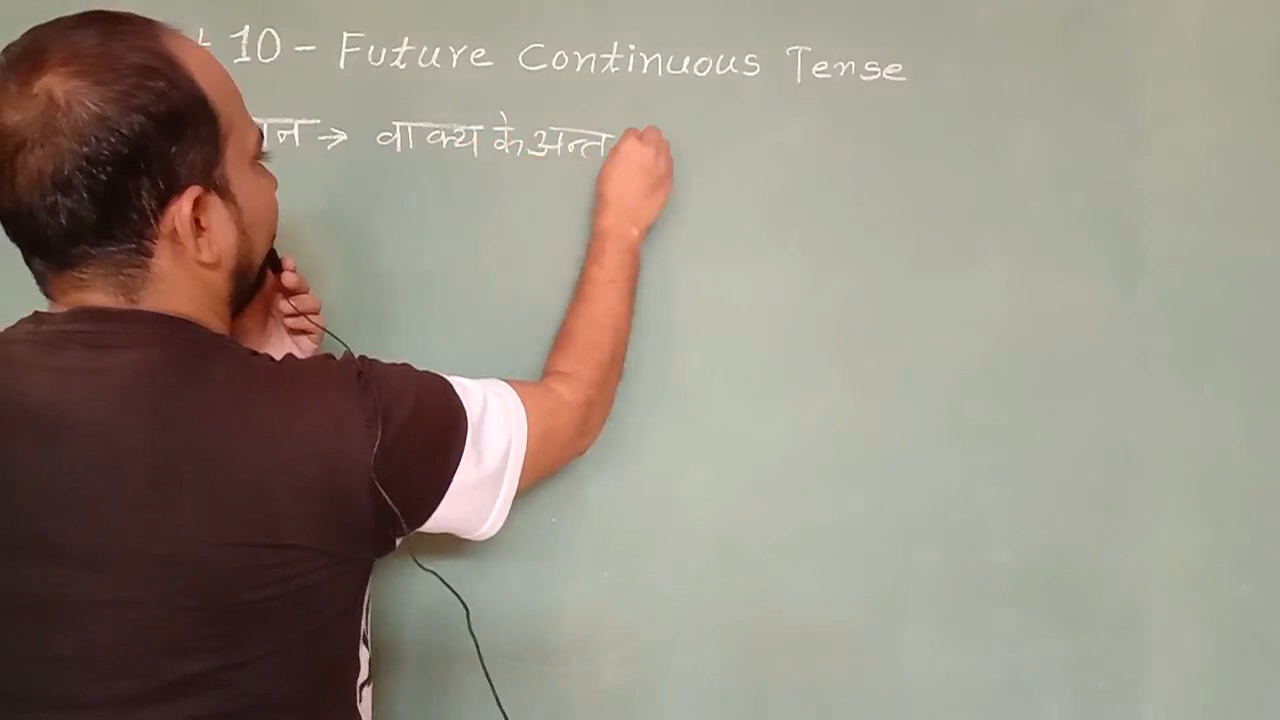 10 - Future Continuous Tense
→ वाक्य के अन्त